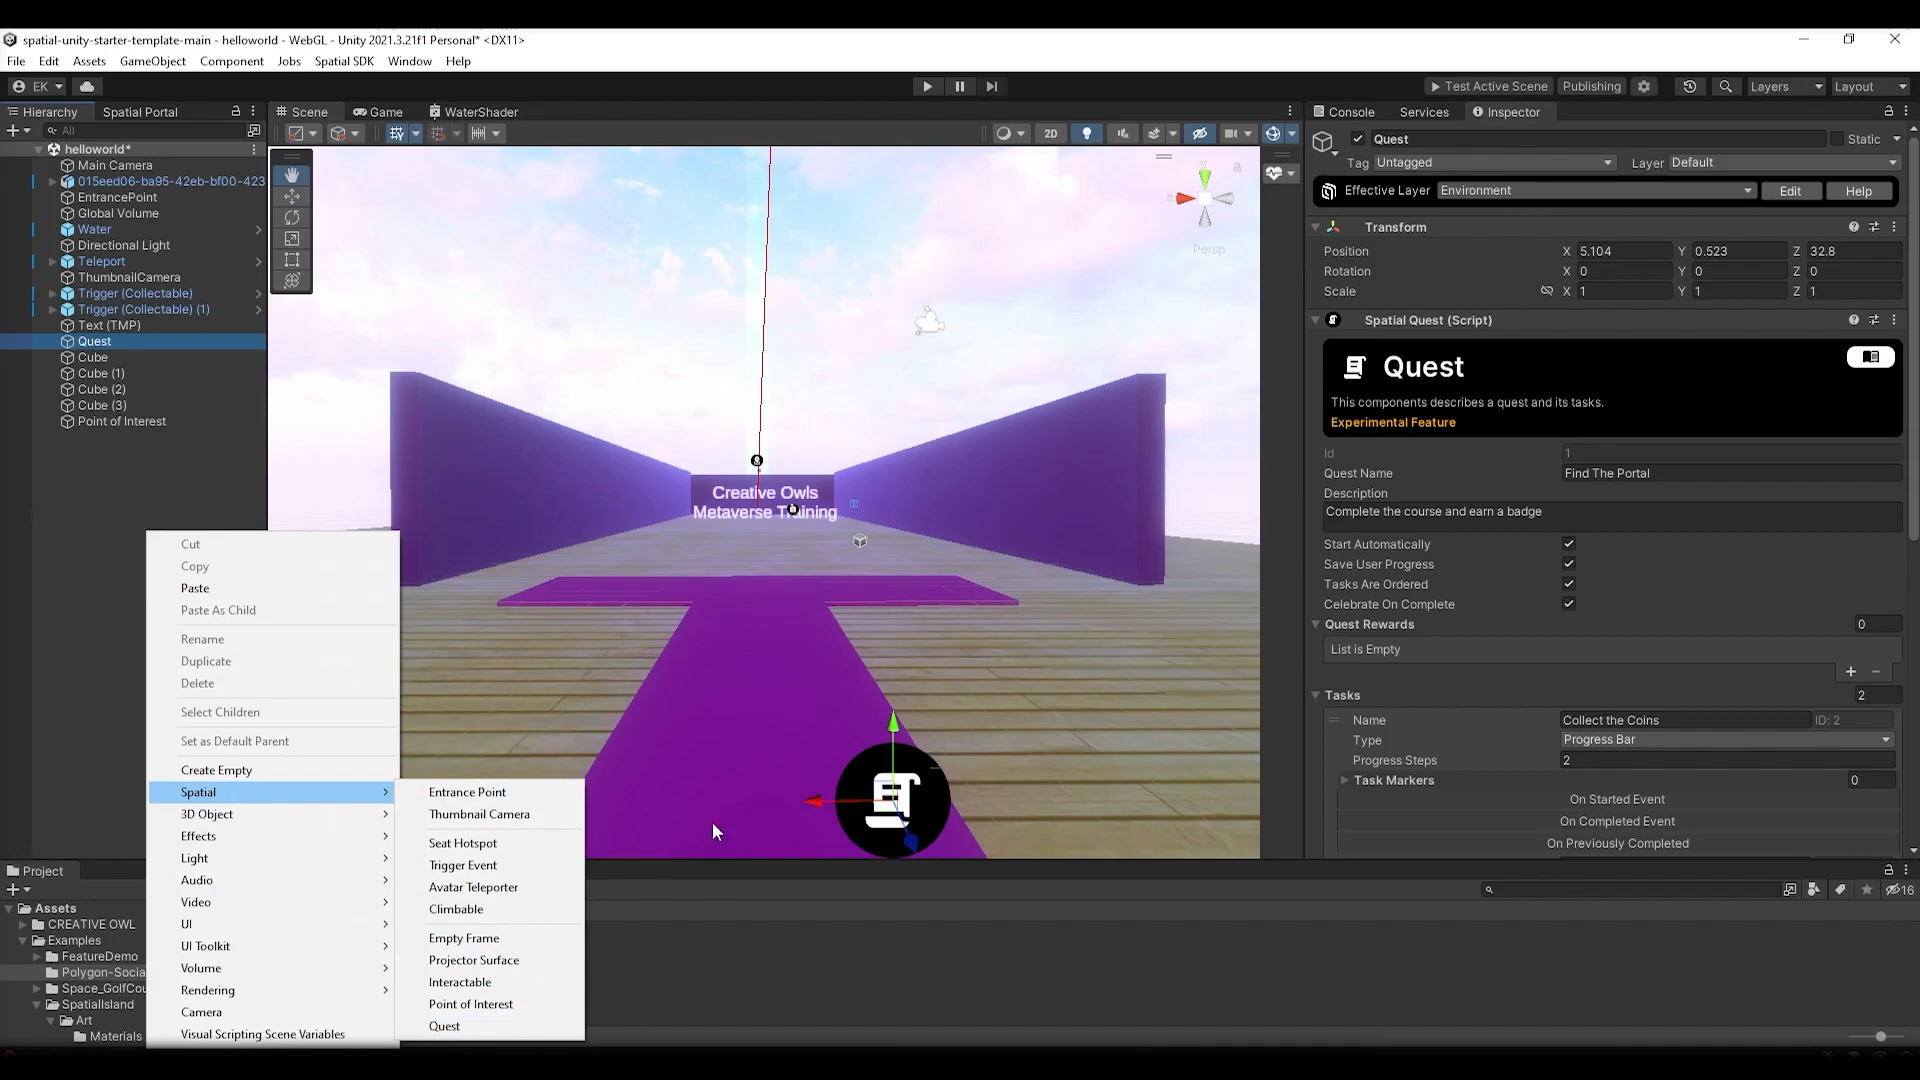 spatial-unity-starter-template-main - helloworld - WebGL - Unity 2021.3.21f1 Personal* <DX11>
File Edit Assets GameObject Component Jobs Spatial SDK Window Help
EK Test Active Scene Publishing Layers Layout
Hierarchy Spatial Portal Scene Game WaterShader Console Services Inspector
All 2D
helloworld*
Main Camera
015eed06-ba95-42eb-bf00-423
EntrancePoint
Global Volume
Water
Directional Light
Teleport
ThumbnailCamera
Trigger (Collectable)
Trigger (Collectable) (1)
Text (TMP)
Quest
Cube
Cube (1)
Cube (2)
Cube (3)
Point of Interest
Y
Persp
Creative Owls
Metaverse Training
Cut
Copy
Paste
Paste As Child
Rename
Duplicate
Delete
Select Children
Set as Default Parent
Create Empty
Spatial
3D Object
Effects
Light
Audio
Video
UI
UI Toolkit
Volume
Rendering
Camera
Visual Scripting Scene Variables
Entrance Point
Thumbnail Camera
Seat Hotspot
Trigger Event
Avatar Teleporter
Climbable
Empty Frame
Projector Surface
Interactable
Point of Interest
Quest
Quest Static
Tag Untagged Layer Default
Effective Layer Environment Edit Help
Transform
Position X 5.104 Y 0.523 Z 32.8
Rotation X 0 Y 0 Z 0
Scale X 1 Y 1 Z 1
Spatial Quest (Script)
Quest
This components describes a quest and its tasks.
Experimental Feature
Id 1
Quest Name Find The Portal
Description
Complete the course and earn a badge
Start Automatically
Save User Progress
Tasks Are Ordered
Celebrate On Complete
Quest Rewards 0
List is Empty
Tasks 2
Name Collect the Coins ID: 2
Type Progress Bar
Progress Steps 2
Task Markers 0
On Started Event
On Completed Event
On Previously Completed
Project
16
Assets
CREATIVE OWL
Examples
FeatureDemo
Polygon-Socia
Space_GolfCou
SpatialIsland
Art
Materials